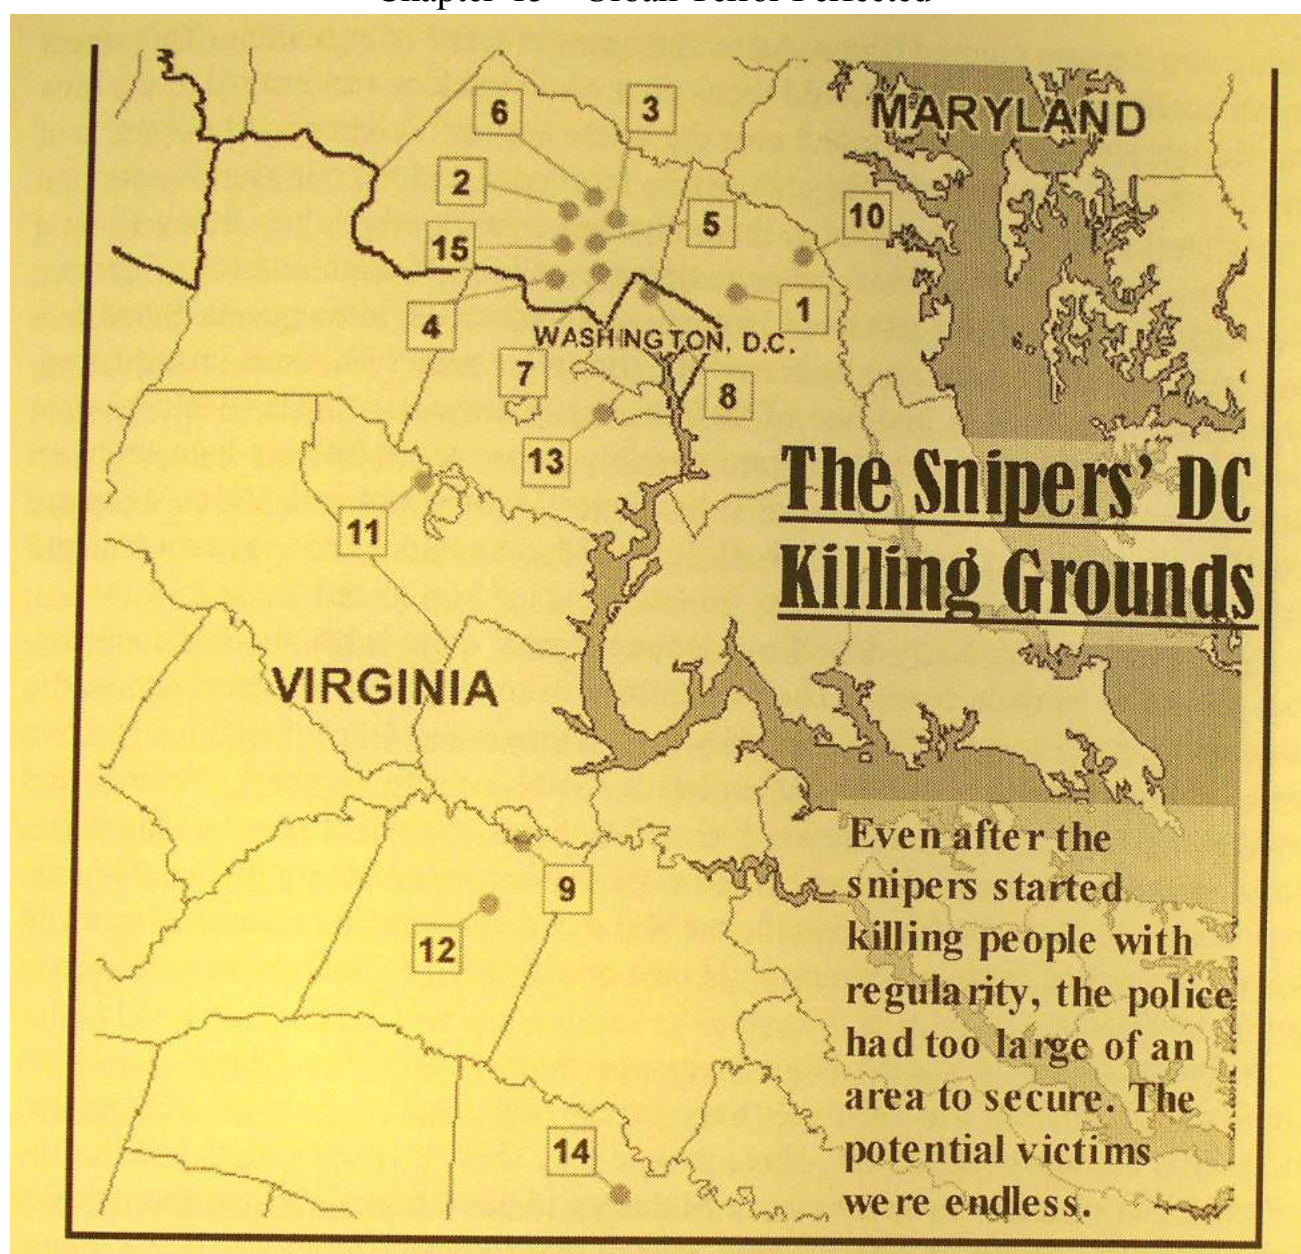 MARYLAND
6
3
2
10
15
5
4
1
WASHINGTON, D.C.
7
8
13
The Snipers' DC
Killing Grounds
11
VIRGINIA
Even after the
snipers started
killing people with
regularity, the police
had too large of an
area to secure. The
potential victims
were endless.
9
12
14